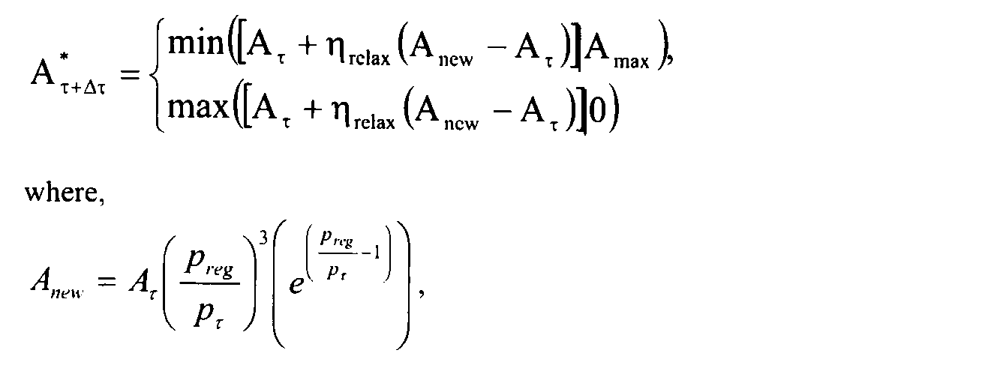 A*τ+Δτ = { min([Aτ + ηrelax (Anew − Aτ)]Amax),
max([Aτ + ηrelax (Anew − Aτ)]0)
where,
Anew = Aτ (preg / pτ)^3 (e^(preg / pτ − 1)),